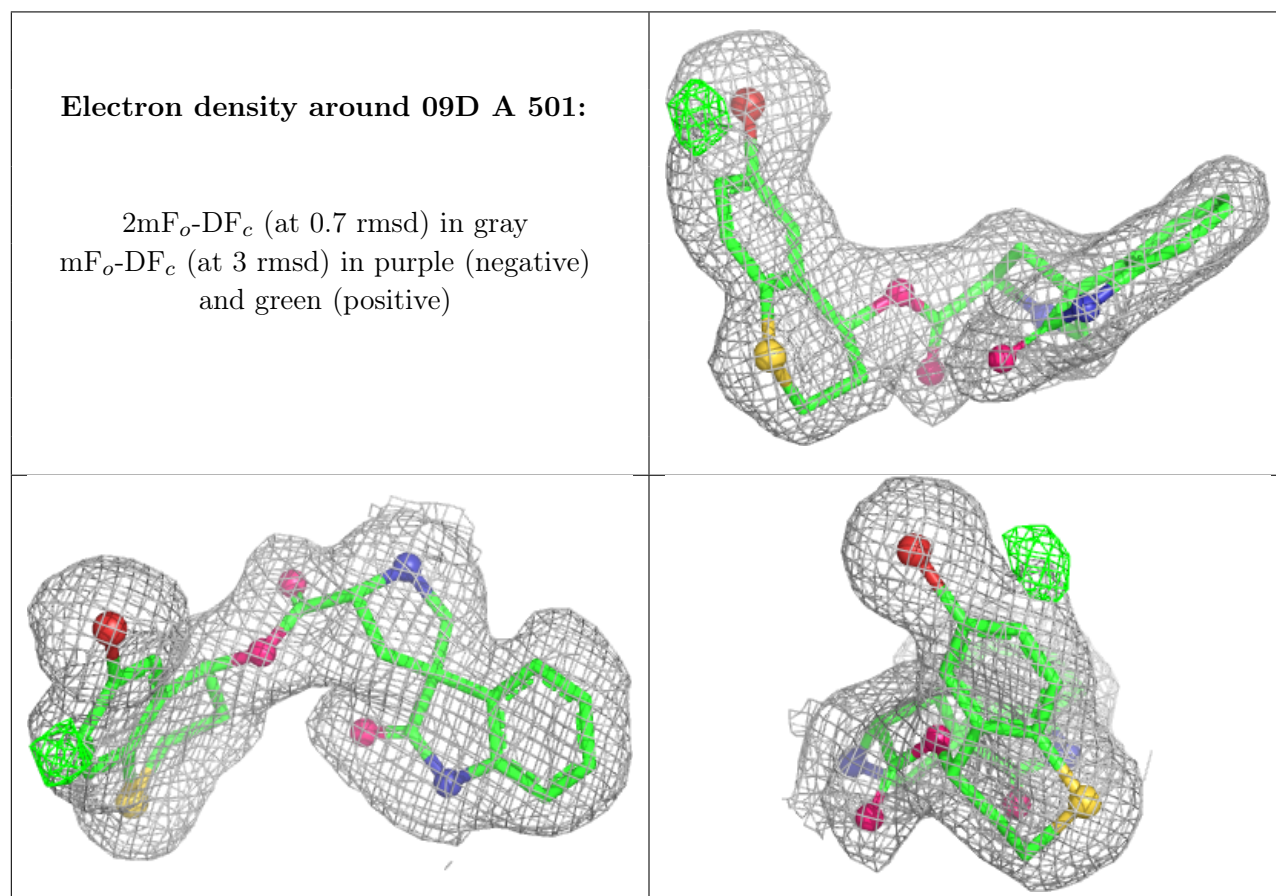 Electron density around 09D A 501:
2mFo-DFc (at 0.7 rmsd) in gray
mFo-DFc (at 3 rmsd) in purple (negative)
and green (positive)